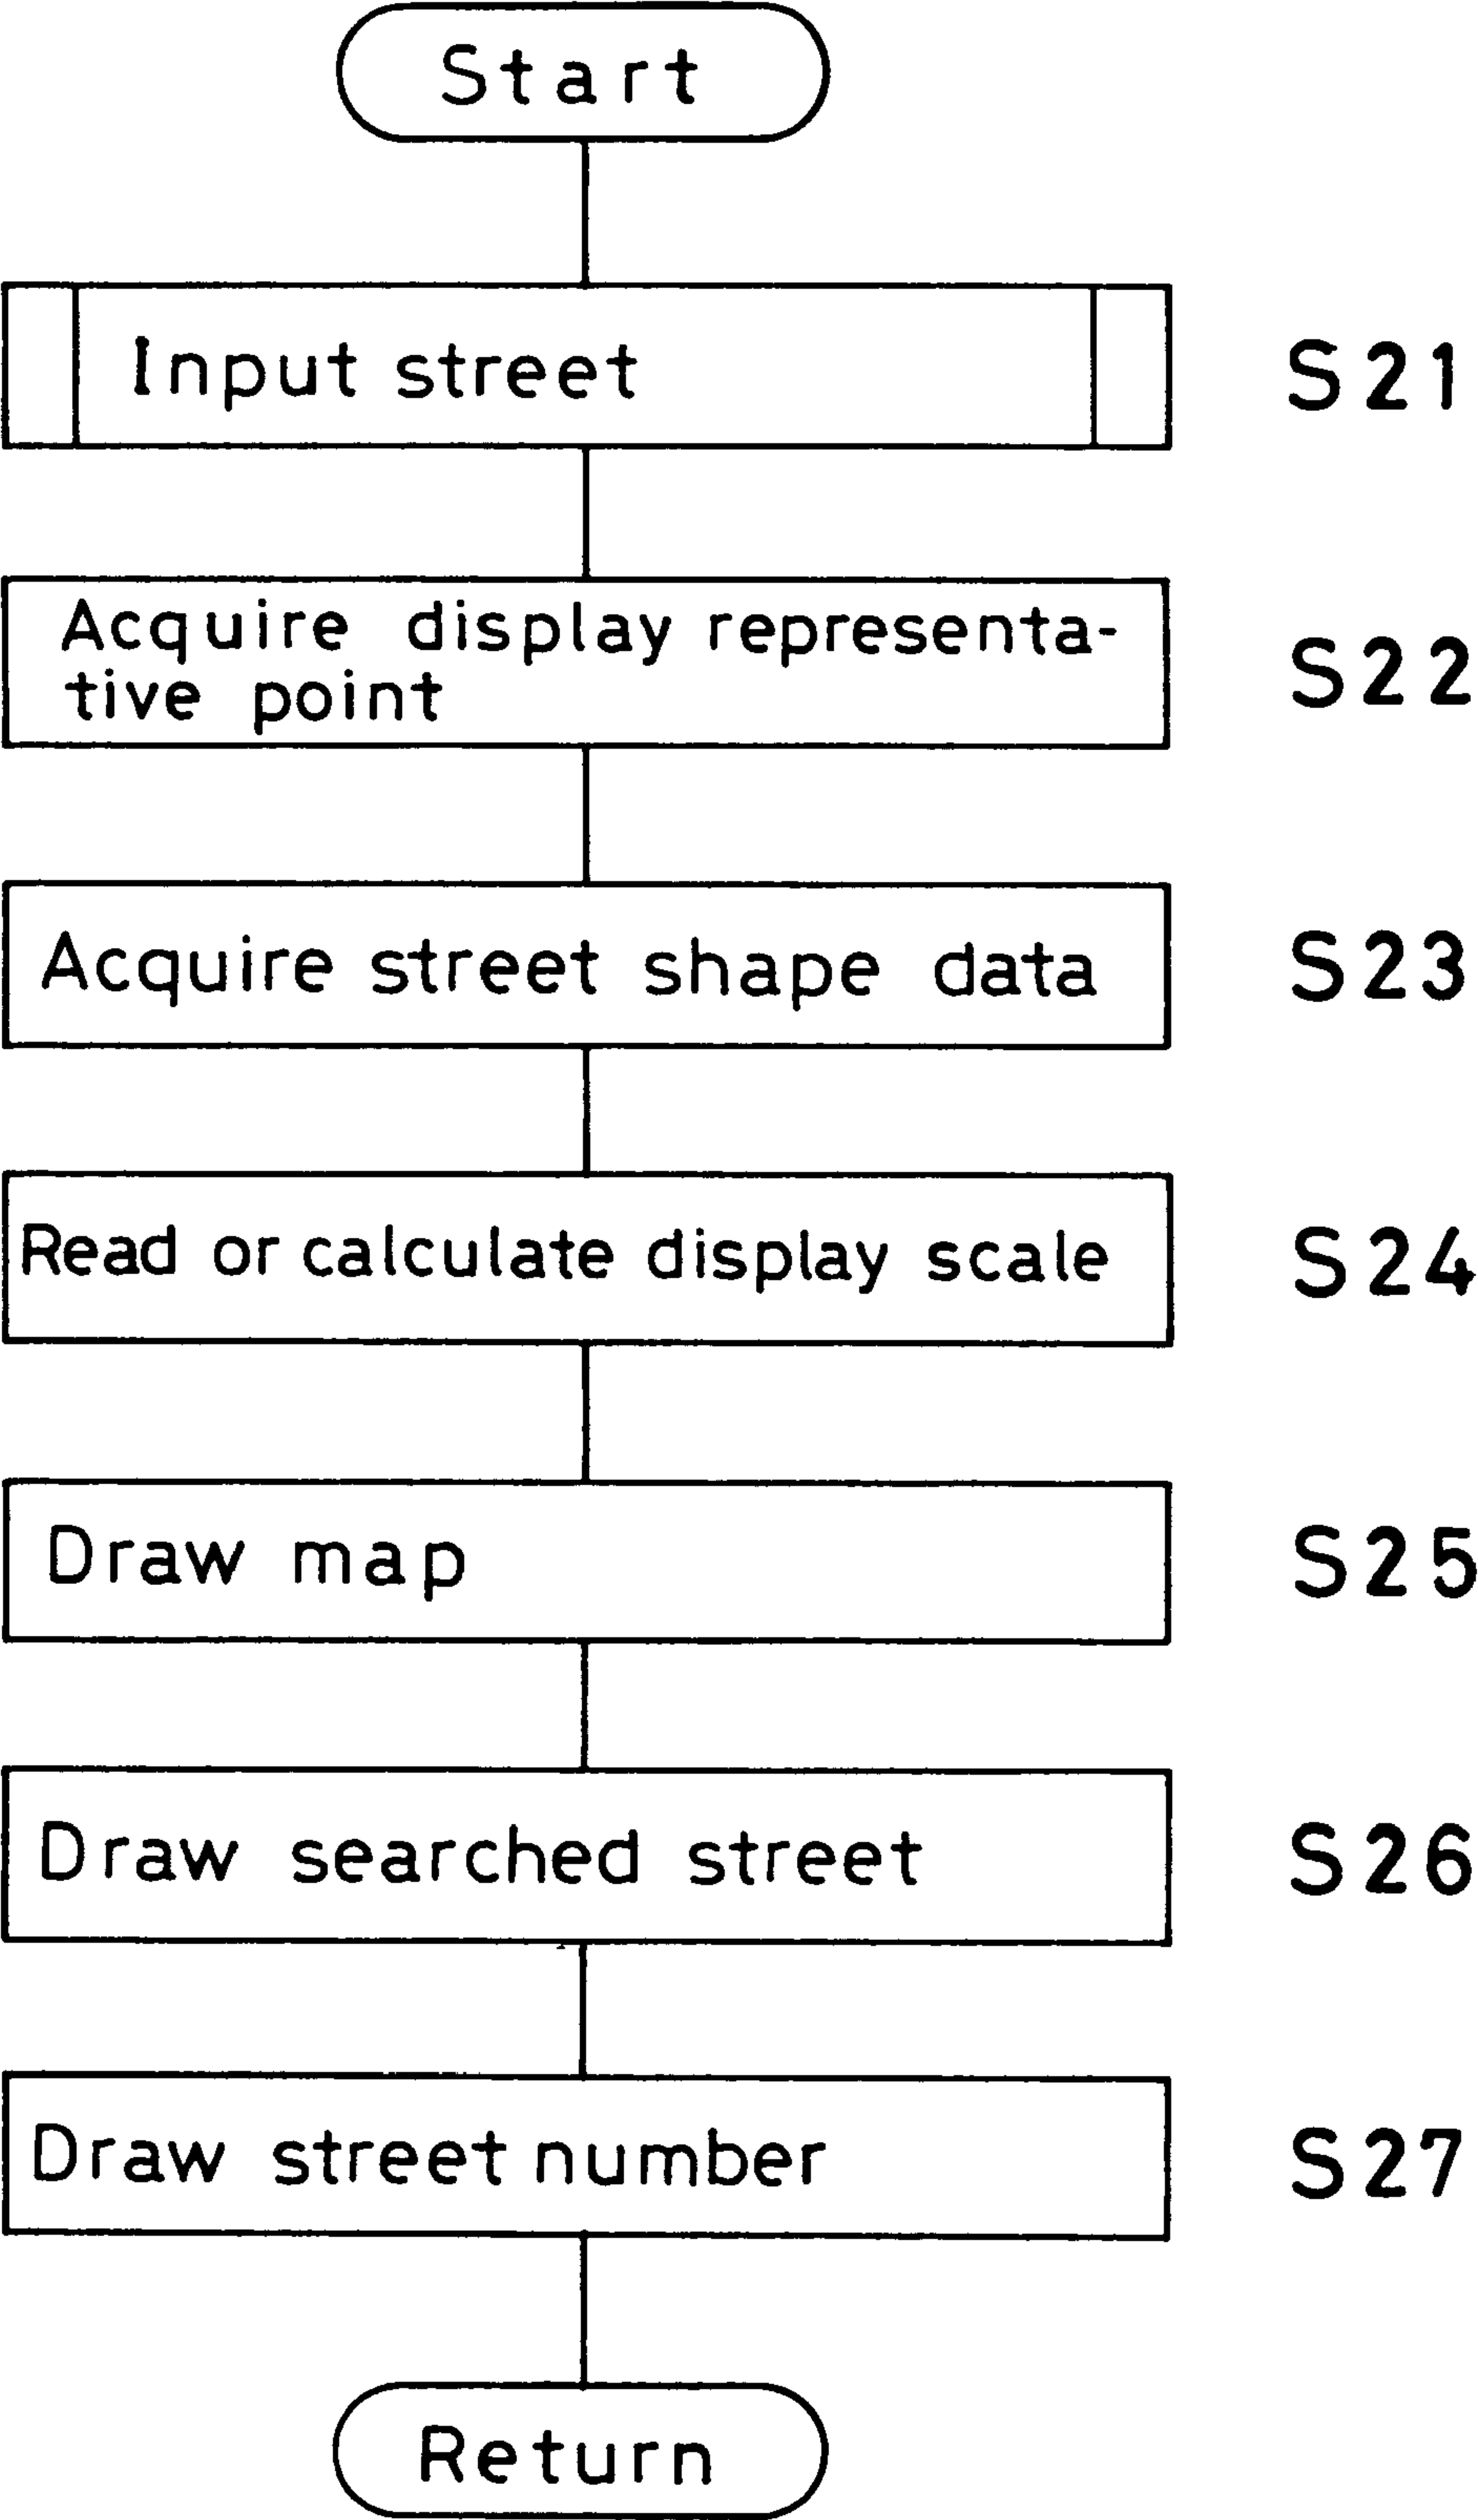 Start
Input street S21
Acquire display representa-
tive point S22
Acquire street shape data S23
Read or calculate display scale S24
Draw map S25
Draw searched street S26
Draw street number S27
Return